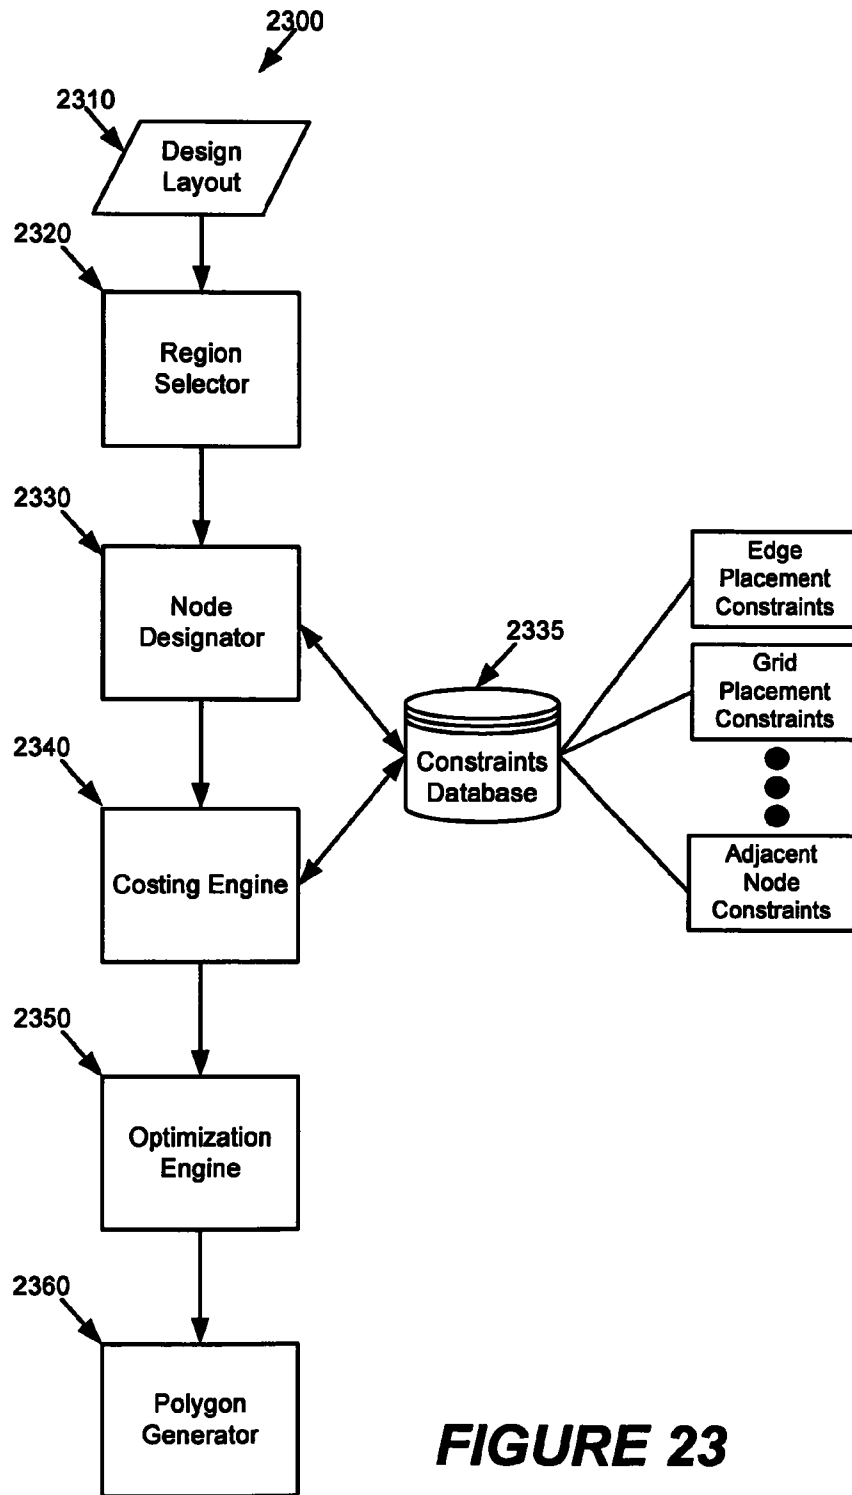 2300
2310
Design
Layout
2320
Region
Selector
2330
Node
Designator
2335
Constraints
Database
Edge
Placement
Constraints
Grid
Placement
Constraints
Adjacent
Node
Constraints
2340
Costing Engine
2350
Optimization
Engine
2360
Polygon
Generator
FIGURE 23